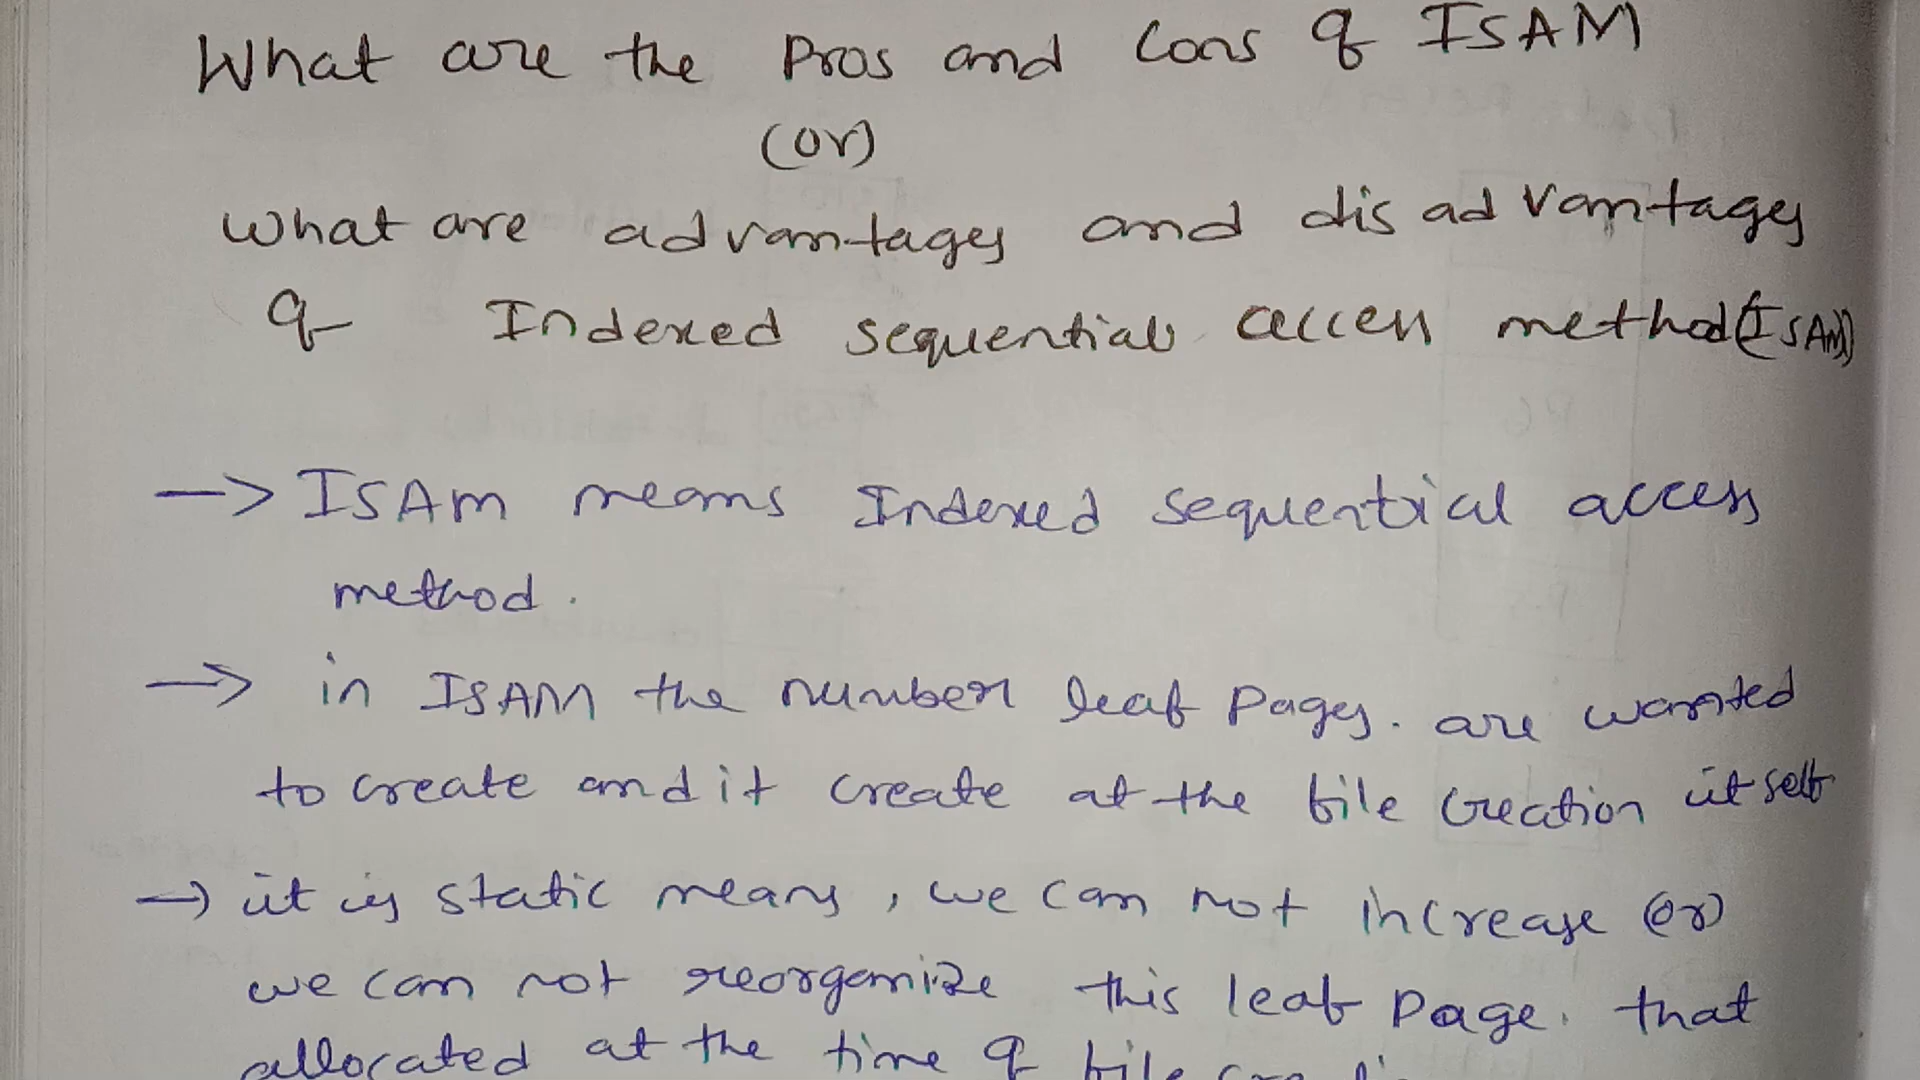 What are the Pros and Cons of ISAM
(or)
What are advantages and disadvantages
of Indexed sequential access method(ISAM)
-> ISAM means Indexed sequential access
method.
-> in ISAM the number leaf pages. are wanted
to create and it create at the file creation itself
-> it is static means, we can not increase (or)
we can not reorganize this leaf page. that
allocated at the time of file